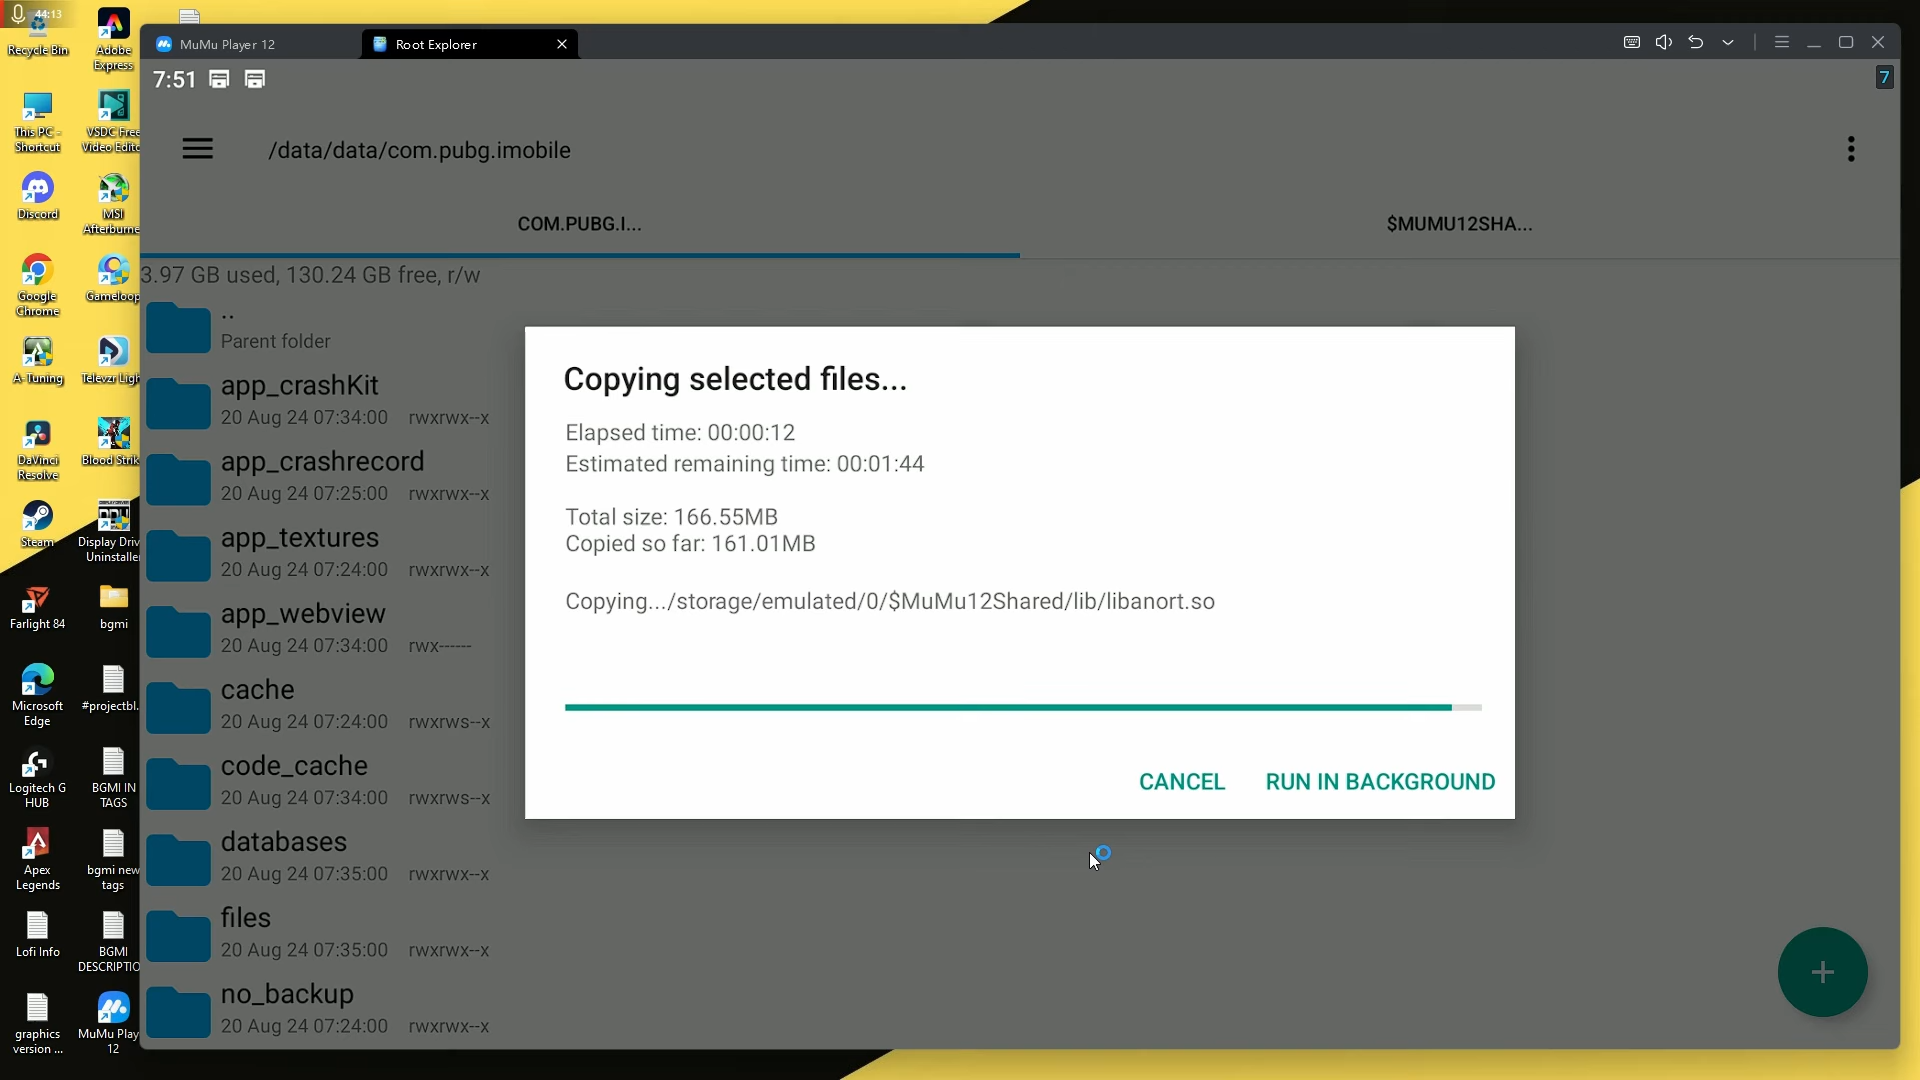 44:13
Recycle Bin
Adobe
Express
This PC -
Shortcut
VSDC Free
Video Edito
Discord
MSI
Afterburne
Google
Chrome
Gameloop
A-Tuning
Televzr Ligh
DaVinci
Resolve
Blood Strik
Steam
Display Driv
Uninstaller
Farlight 84
bgmi
Microsoft
Edge
#projectbl...
Logitech G
HUB
BGMI IN
TAGS
Apex
Legends
bgmi new
tags
Lofi Info
BGMI
DESCRIPTIO
graphics
version ...
MuMu Play
12
MuMu Player 12
Root Explorer
7:51
7
/data/data/com.pubg.imobile
COM.PUBG.I...
$MUMU12SHA...
3.97 GB used, 130.24 GB free, r/w
..
Parent folder
app_crashKit
20 Aug 24 07:34:00 rwxrwx--x
app_crashrecord
20 Aug 24 07:25:00 rwxrwx--x
app_textures
20 Aug 24 07:24:00 rwxrwx--x
app_webview
20 Aug 24 07:34:00 rwx------
cache
20 Aug 24 07:24:00 rwxrws--x
code_cache
20 Aug 24 07:34:00 rwxrws--x
databases
20 Aug 24 07:35:00 rwxrwx--x
files
20 Aug 24 07:35:00 rwxrwx--x
no_backup
20 Aug 24 07:24:00 rwxrwx--x
Copying selected files...
Elapsed time: 00:00:12
Estimated remaining time: 00:01:44
Total size: 166.55MB
Copied so far: 161.01MB
Copying.../storage/emulated/0/$MuMu12Shared/lib/libanort.so
CANCEL
RUN IN BACKGROUND